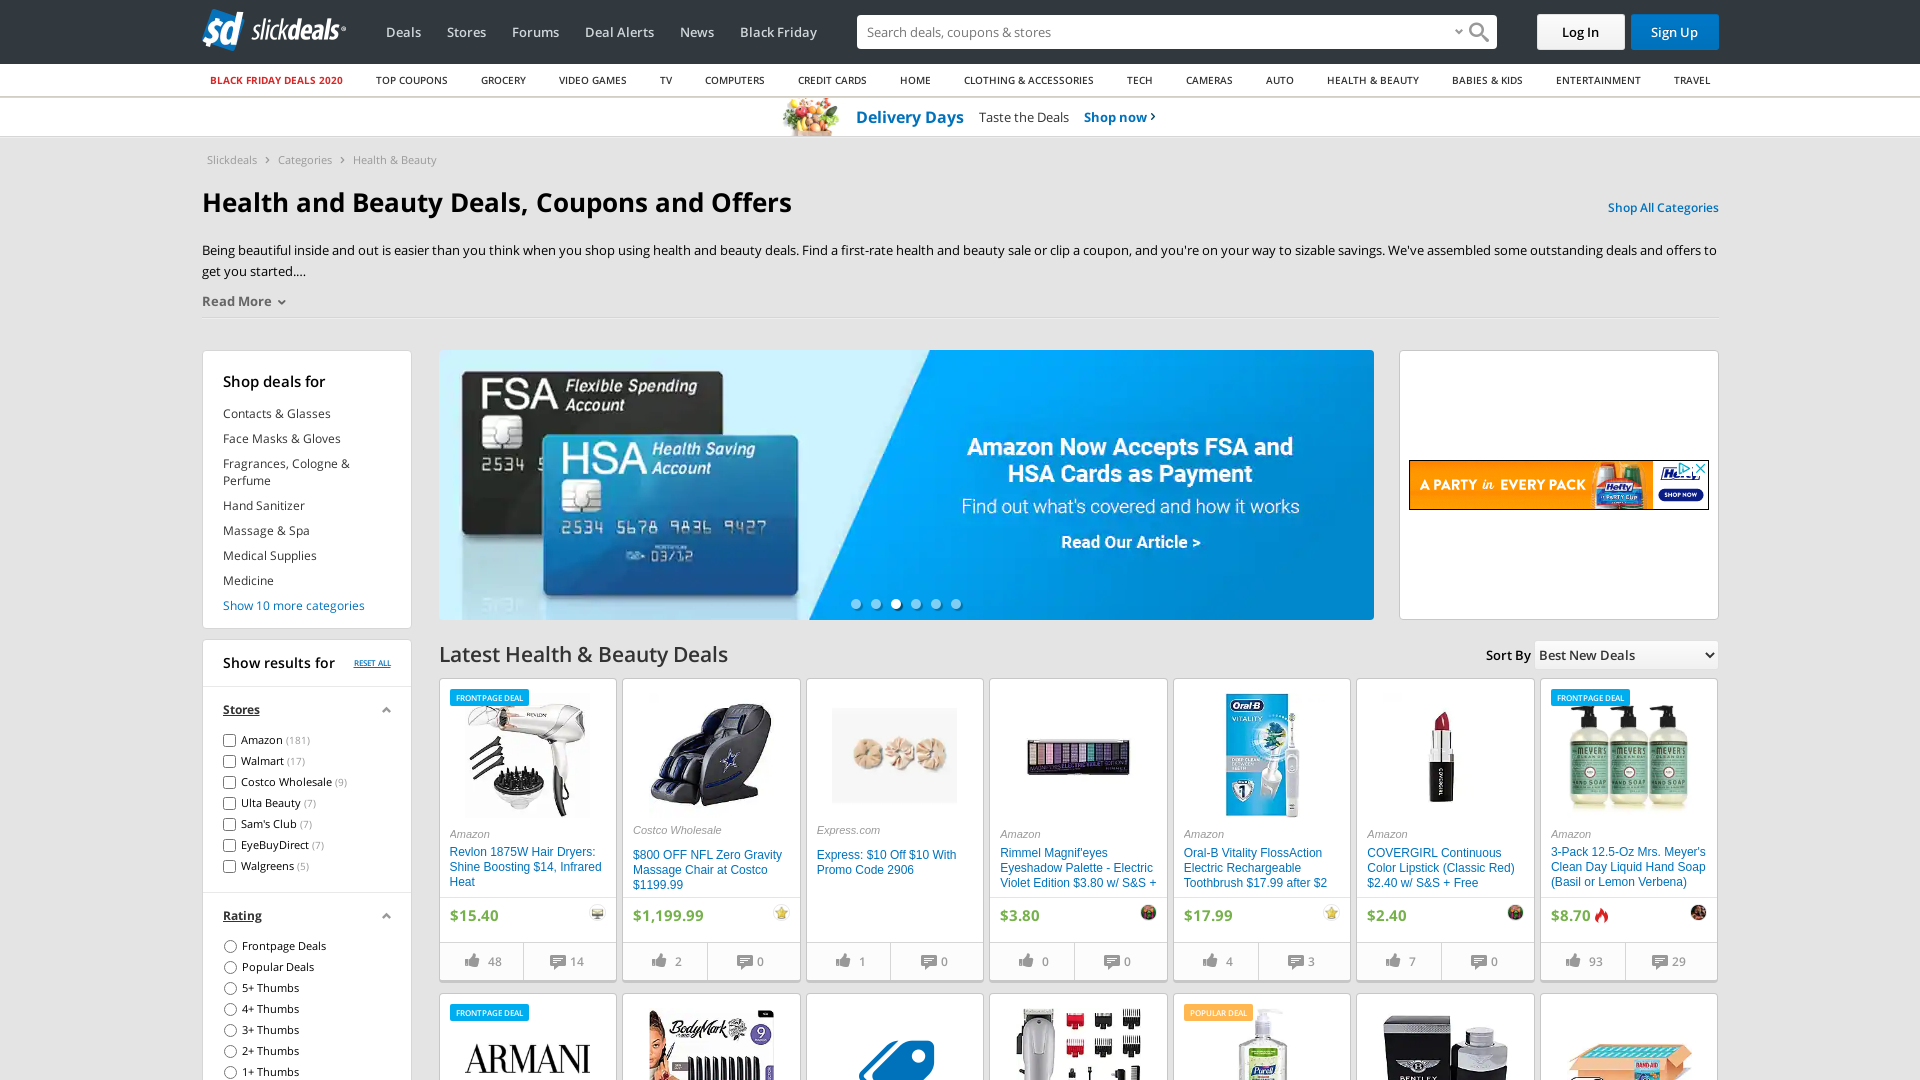 slickdeals
Deals
Stores
Forums
Deal Alerts
News
Black Friday
Search deals, coupons & stores
Log In
Sign Up
BLACK FRIDAY DEALS 2020
TOP COUPONS
GROCERY
VIDEO GAMES
TV
COMPUTERS
CREDIT CARDS
HOME
CLOTHING & ACCESSORIES
TECH
CAMERAS
AUTO
HEALTH & BEAUTY
BABIES & KIDS
ENTERTAINMENT
TRAVEL
Delivery Days Taste the Deals Shop now
Slickdeals > Categories > Health & Beauty
Health and Beauty Deals, Coupons and Offers
Shop All Categories
Being beautiful inside and out is easier than you think when you shop using health and beauty deals. Find a first-rate health and beauty sale or clip a coupon, and you're on your way to sizable savings. We've assembled some outstanding deals and offers to
get you started.…
Read More
Shop deals for
Contacts & Glasses
Face Masks & Gloves
Fragrances, Cologne &
Perfume
Hand Sanitizer
Massage & Spa
Medical Supplies
Medicine
Show 10 more categories
Show results for
RESET ALL
Stores
Amazon (181)
Walmart (17)
Costco Wholesale (9)
Ulta Beauty (7)
Sam's Club (7)
EyeBuyDirect (7)
Walgreens (5)
Rating
Frontpage Deals
Popular Deals
5+ Thumbs
4+ Thumbs
3+ Thumbs
2+ Thumbs
1+ Thumbs
FSA Flexible Spending
Account
2534 5
HSA Health Saving
Account
2534 5678 9836 9427
03/12
Amazon Now Accepts FSA and
HSA Cards as Payment
Find out what's covered and how it works
Read Our Article >
A PARTY in EVERY PACK
Hefty
SHOP NOW
Latest Health & Beauty Deals
Sort By Best New Deals
FRONTPAGE DEAL
REVLON
Amazon
Revlon 1875W Hair Dryers:
Shine Boosting $14, Infrared
Heat
$15.40
48
14
Costco Wholesale
$800 OFF NFL Zero Gravity
Massage Chair at Costco
$1199.99
$1,199.99
2
0
Express.com
Express: $10 Off $10 With
Promo Code 2906
1
0
Amazon
Rimmel Magnif'eyes
Eyeshadow Palette - Electric
Violet Edition $3.80 w/ S&S +
$3.80
0
0
Oral-B
VITALITY
Amazon
Oral-B Vitality FlossAction
Electric Rechargeable
Toothbrush $17.99 after $2
$17.99
4
3
COVERGIRL
Amazon
COVERGIRL Continuous
Color Lipstick (Classic Red)
$2.40 w/ S&S + Free
$2.40
7
0
FRONTPAGE DEAL
MEYER'S
HAND SOAP
Amazon
3-Pack 12.5-Oz Mrs. Meyer's
Clean Day Liquid Hand Soap
(Basil or Lemon Verbena)
$8.70
93
29
FRONTPAGE DEAL
ARMANI
BodyMark
9
POPULAR DEAL
Purell
BENTLEY
BAND-AID